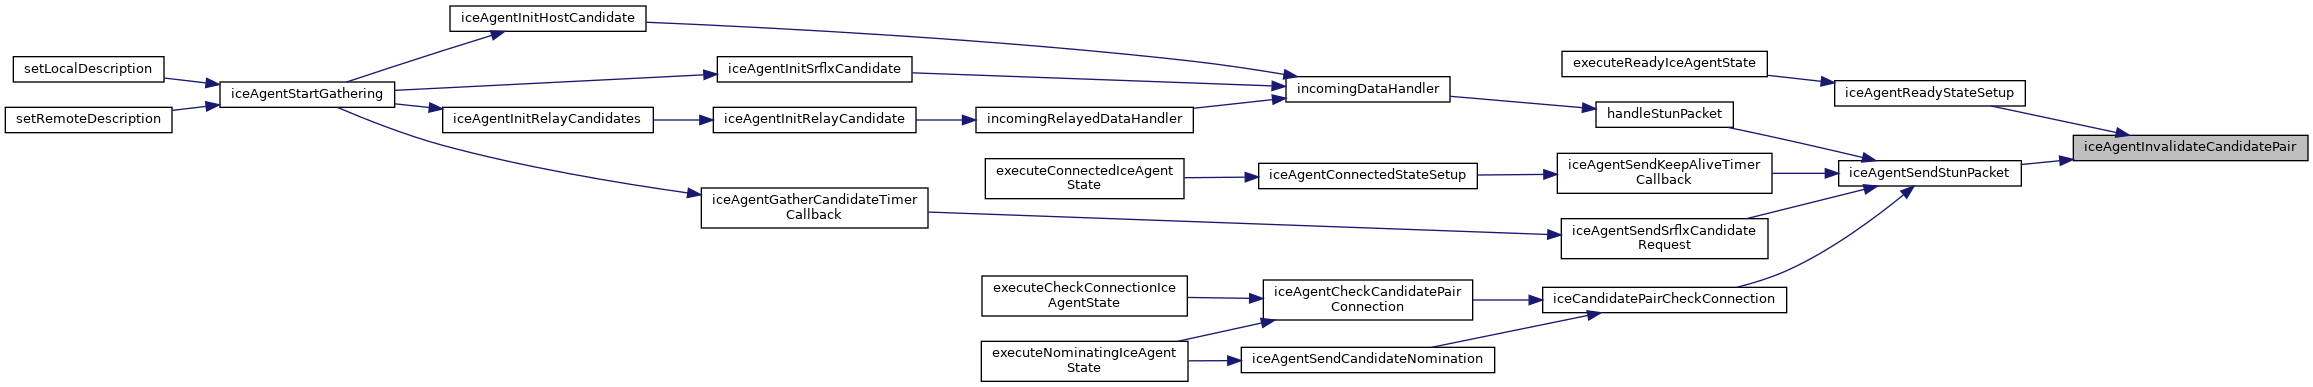 iceAgentInitHostCandidate
setLocalDescription
iceAgentInitSrflxCandidate
executeReadyIceAgentState
iceAgentStartGathering
incomingDataHandler
iceAgentReadyStateSetup
setRemoteDescription
iceAgentInitRelayCandidates
iceAgentInitRelayCandidate
incomingRelayedDataHandler
handleStunPacket
iceAgentInvalidateCandidatePair
executeConnectedIceAgent
State
iceAgentConnectedStateSetup
iceAgentSendKeepAliveTimer
Callback
iceAgentSendStunPacket
iceAgentGatherCandidateTimer
Callback
iceAgentSendSrflxCandidate
Request
executeCheckConnectionIce
AgentState
iceAgentCheckCandidatePair
Connection
iceCandidatePairCheckConnection
executeNominatingIceAgent
State
iceAgentSendCandidateNomination